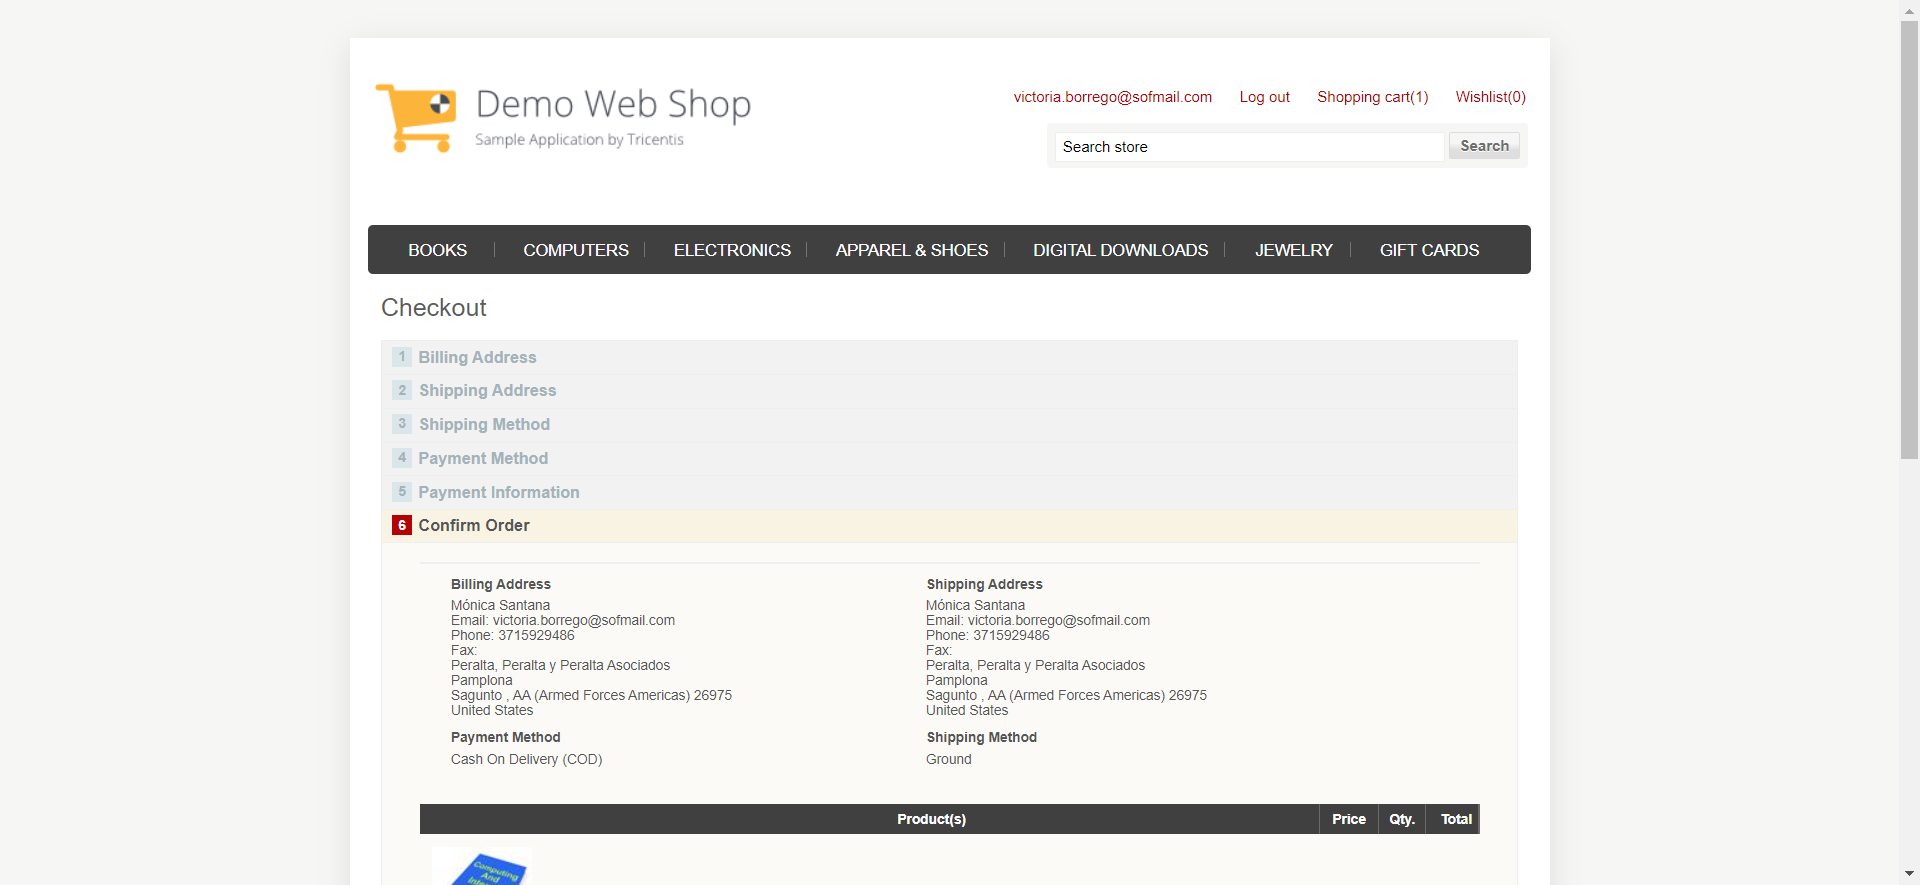 Demo Web Shop
Sample Application by Tricentis
victoria.borrego@sofmail.com Log out Shopping cart(1) Wishlist(0)
Search store Search
BOOKS COMPUTERS ELECTRONICS APPAREL & SHOES DIGITAL DOWNLOADS JEWELRY GIFT CARDS
Checkout
1 Billing Address
2 Shipping Address
3 Shipping Method
4 Payment Method
5 Payment Information
6 Confirm Order
Billing Address
Mónica Santana
Email: victoria.borrego@sofmail.com
Phone: 3715929486
Fax:
Peralta, Peralta y Peralta Asociados
Pamplona
Sagunto , AA (Armed Forces Americas) 26975
United States
Payment Method
Cash On Delivery (COD)
Shipping Address
Mónica Santana
Email: victoria.borrego@sofmail.com
Phone: 3715929486
Fax:
Peralta, Peralta y Peralta Asociados
Pamplona
Sagunto , AA (Armed Forces Americas) 26975
United States
Shipping Method
Ground
Product(s) Price Qty. Total
Computing
And